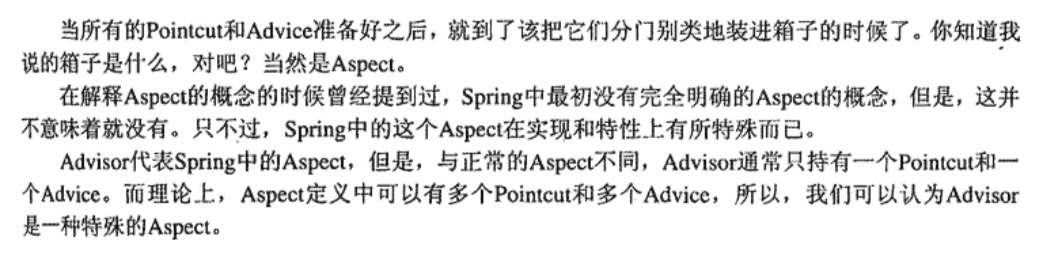 当所有的Pointcut和Advice准备好之后，就到了该把它们分门别类地装进箱子的时候了。你知道我
说的箱子是什么，对吧？当然是Aspect。
在解释Aspect的概念的时候曾经提到过，Spring中最初没有完全明确的Aspect的概念，但是，这并
不意味着就没有。只不过，Spring中的这个Aspect在实现和特性上有所特殊而已。
Advisor代表Spring中的Aspect，但是，与正常的Aspect不同，Advisor通常只持有一个Pointcut和一
个Advice。而理论上，Aspect定义中可以有多个Pointcut和多个Advice，所以，我们可以认为Advisor
是一种特殊的Aspect。